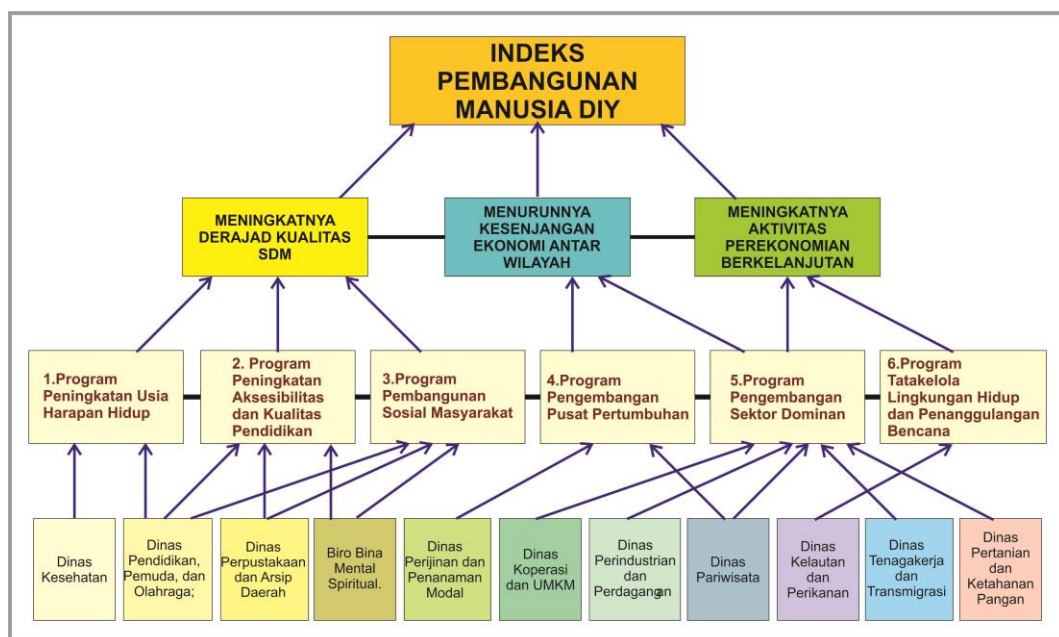 INDEKS
PEMBANGUNAN
MANUSIA DIY
MENINGKATNYA
DERAJAD KUALITAS
SDM
MENURUNNYA
KESENJANGAN
EKONOMI ANTAR
WILAYAH
MENINGKATNYA
AKTIVITAS
PEREKONOMIAN
BERKELANJUTAN
1.Program
Peningkatan Usia
Harapan Hidup
2. Program
Peningkatan
Aksesibilitas
dan Kualitas
Pendidikan
3.Program
Pembangunan
Sosial Masyarakat
4.Program
Pengembangan
Pusat Pertumbuhan
5.Program
Pengembangan
Sektor Dominan
6.Program
Tatakelola
Lingkungan Hidup
dan Penanggulangan
Bencana
Dinas
Kesehatan
Dinas
Pendidikan,
Pemuda, dan
Olahraga;
Dinas
Perpustakaan
dan Arsip
Daerah
Biro Bina
Mental
Spiritual.
Dinas
Perijinan dan
Penanaman
Modal
Dinas
Koperasi
dan UMKM
Dinas
Perindustrian
dan
Perdagangan
Dinas
Pariwisata
Dinas
Kelautan
dan
Perikanan
Dinas
Tenagakerja
dan
Transmigrasi
Dinas
Pertanian
dan
Ketahanan
Pangan